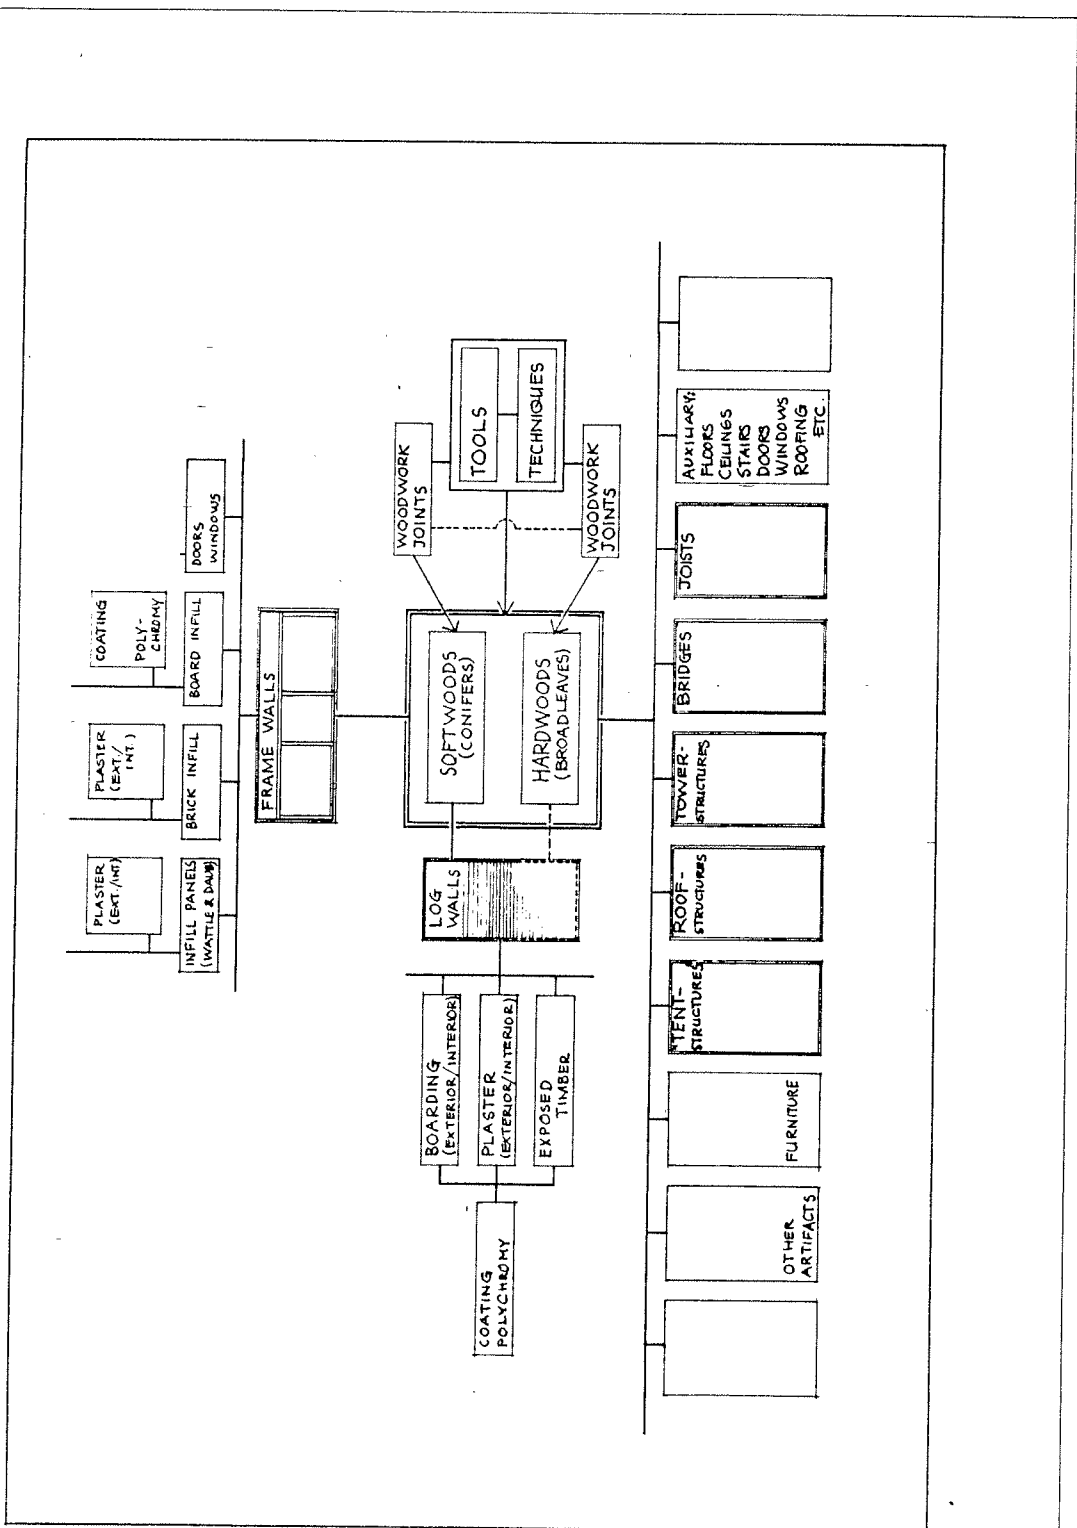 PLASTER
(EXT./INT)
PLASTER
(EXT./
INT.)
COATING
POLY-
CHROMY
INFILL PANELS
(WATTLE & DAUB)
BRICK INFILL
BOARD INFILL
DOORS
WINDOWS
FRAME WALLS
COATING
POLYCHROMY
BOARDING
(EXTERIOR/INTERIOR)
PLASTER
(EXTERIOR/INTERIOR)
EXPOSED
TIMBER
LOG
WALLS
SOFTWOODS
(CONIFERS)
HARDWOODS
(BROADLEAVES)
WOODWORK
JOINTS
WOODWORK
JOINTS
TOOLS
TECHNIQUES
OTHER
ARTIFACTS
FURNITURE
TENT-
STRUCTURES
ROOF-
STRUCTURES
TOWER-
STRUCTURES
BRIDGES
JOISTS
AUXILIARY:
FLOORS
CEILINGS
STAIRS
DOORS
WINDOWS
ROOFING
ETC.